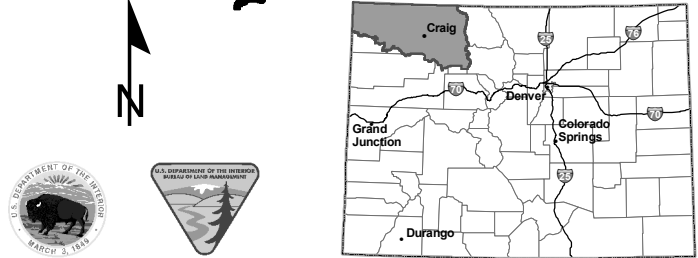 N
U.S. DEPARTMENT OF THE INTERIOR
MARCH 3, 1849
U.S. DEPARTMENT OF THE INTERIOR
BUREAU OF LAND MANAGEMENT
Craig
25
76
70
Denver
70
Grand
Junction
Colorado
Springs
25
Durango